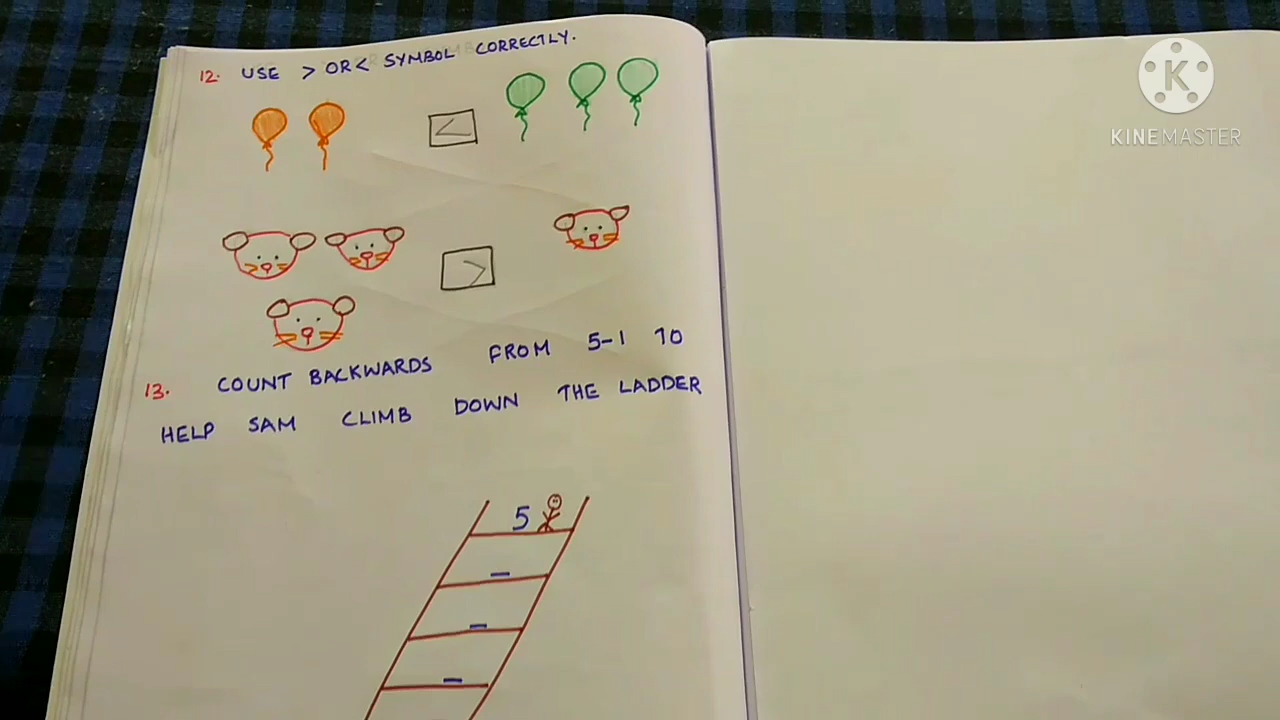 12. USE > OR < SYMBOL CORRECTLY.
<
>
13. COUNT BACKWARDS FROM 5-1 TO
HELP SAM CLIMB DOWN THE LADDER
5
K
KINEMASTER